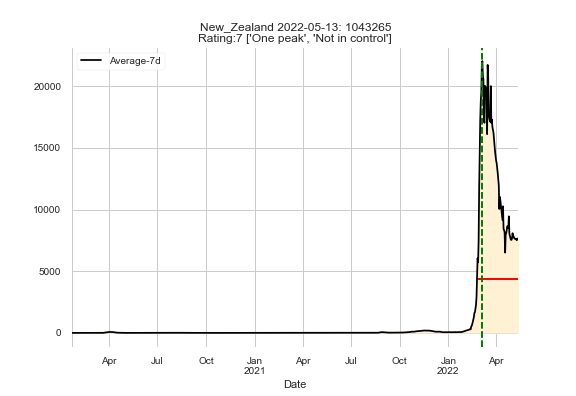 New_Zealand 2022-05-13: 1043265
Rating:7 ['One peak', 'Not in control']
Average-7d
20000
15000
10000
5000
0
Apr Jul Oct Jan Apr Jul Oct Jan Apr
2021 2022
Date